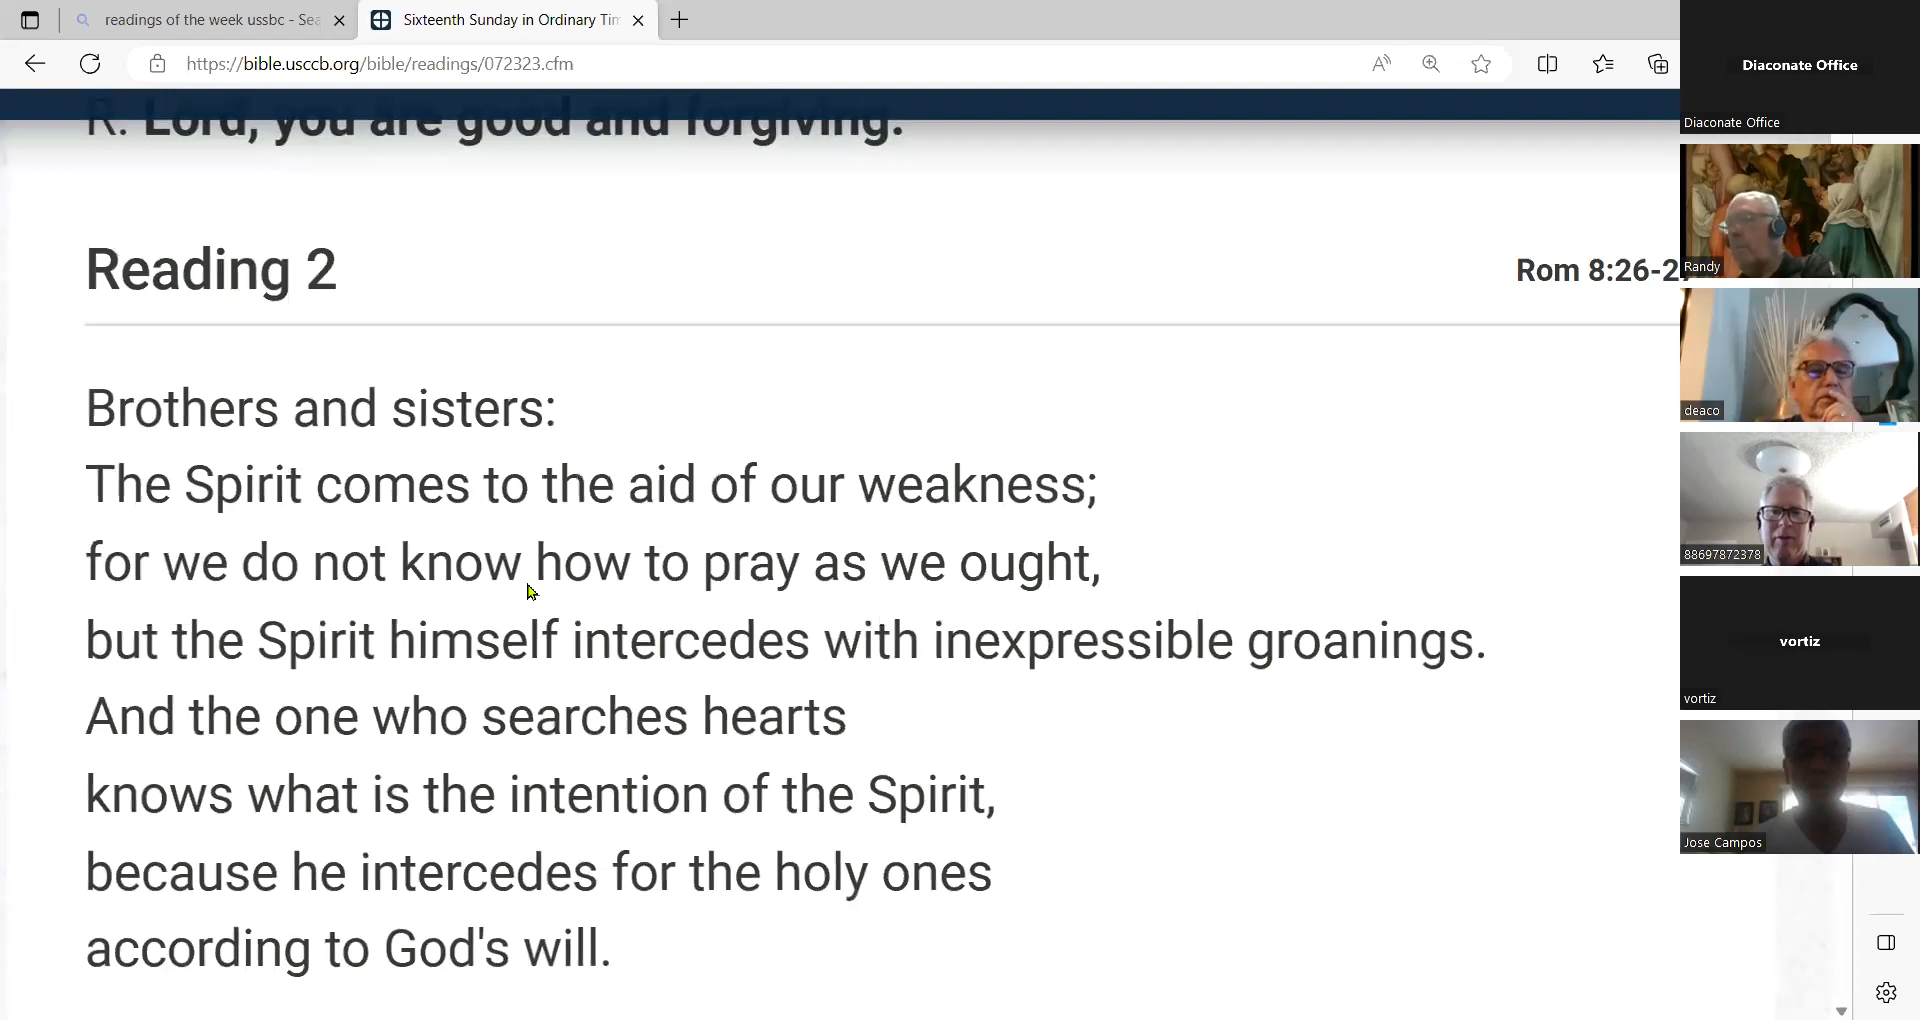 readings of the week ussbc - Sea
Sixteenth Sunday in Ordinary Tim
https://bible.usccb.org/bible/readings/072323.cfm
R. Lord, you are good and forgiving.
Reading 2
Rom 8:26-2
Brothers and sisters:
The Spirit comes to the aid of our weakness;
for we do not know how to pray as we ought,
but the Spirit himself intercedes with inexpressible groanings.
And the one who searches hearts
knows what is the intention of the Spirit,
because he intercedes for the holy ones
according to God's will.
Diaconate Office
Diaconate Office
Randy
deaco
88697872378
vortiz
vortiz
Jose Campos